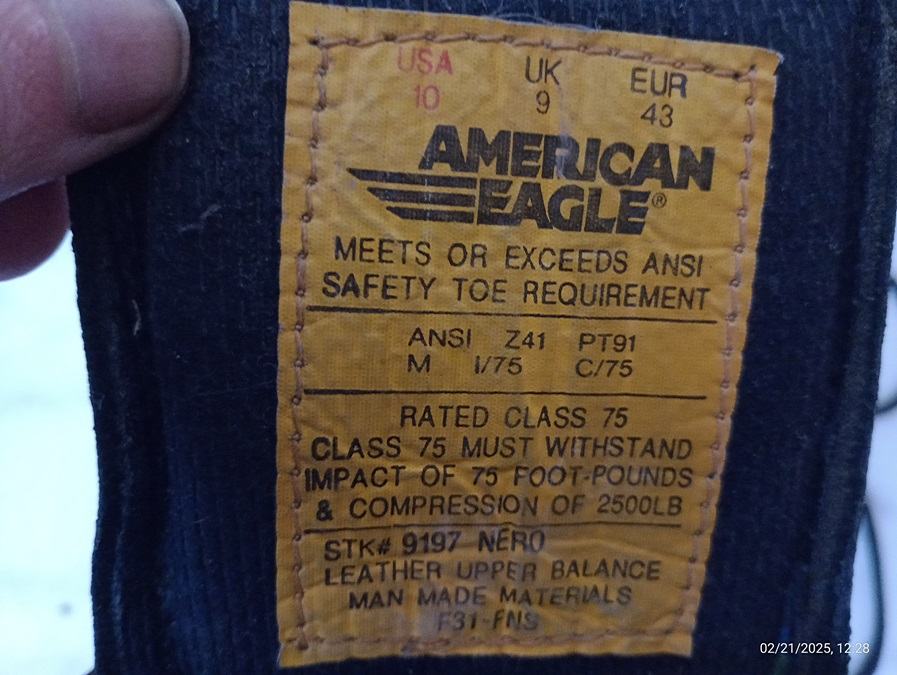 USA UK EUR
10 9 43
AMERICAN
EAGLE®
MEETS OR EXCEEDS ANSI
SAFETY TOE REQUIREMENT
ANSI Z41 PT91
M I/75 C/75
RATED CLASS 75
CLASS 75 MUST WITHSTAND
IMPACT OF 75 FOOT-POUNDS
& COMPRESSION OF 2500LB
STK# 9197 NERO
LEATHER UPPER BALANCE
MAN MADE MATERIALS
F31-FNS
02/21/2025, 12:28